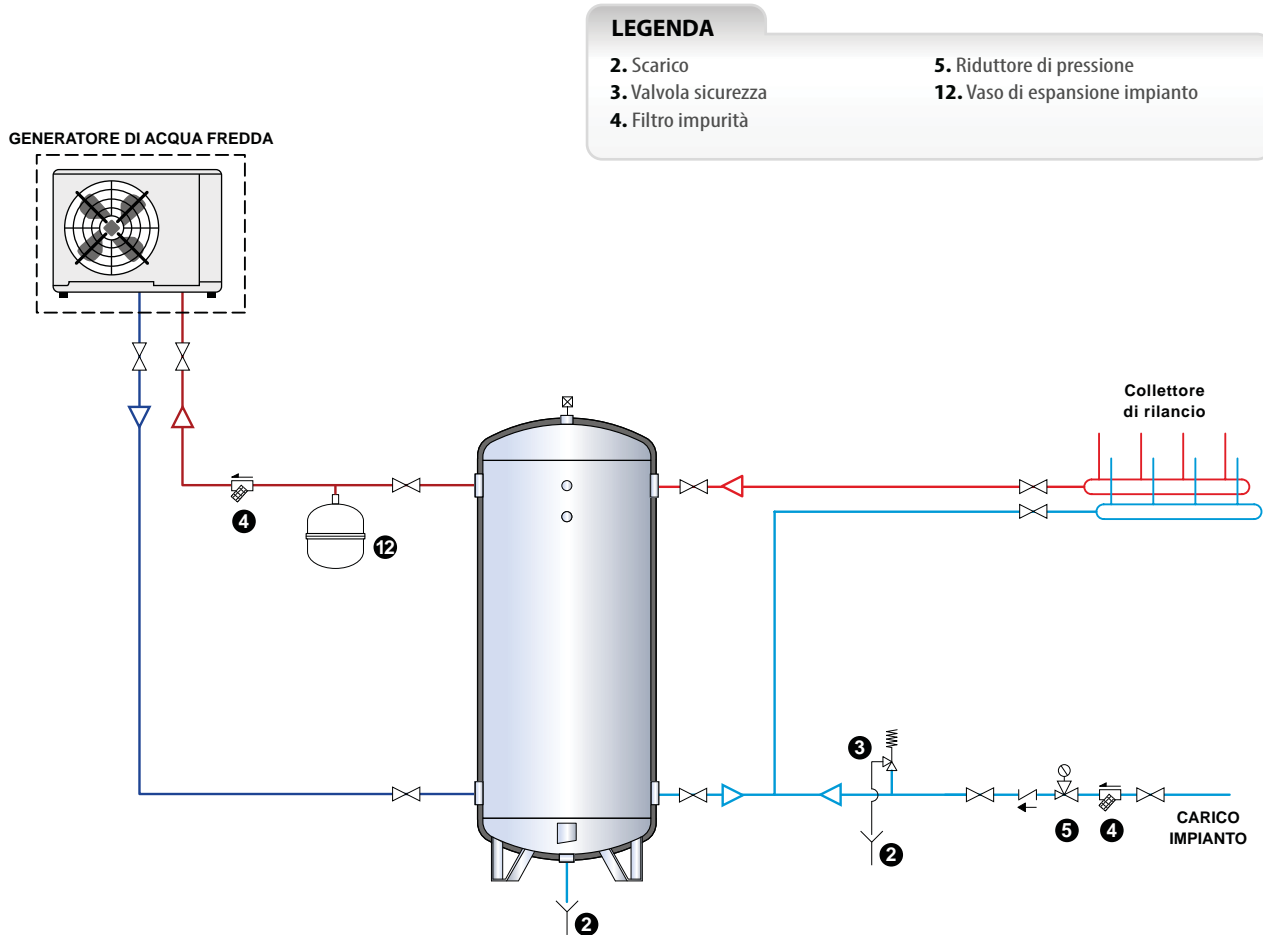 LEGENDA
2. Scarico
3. Valvola sicurezza
4. Filtro impurità
5. Riduttore di pressione
12. Vaso di espansione impianto
GENERATORE DI ACQUA FREDDA
Collettore
di rilancio
4
12
3
2
5
4
CARICO
IMPIANTO
2